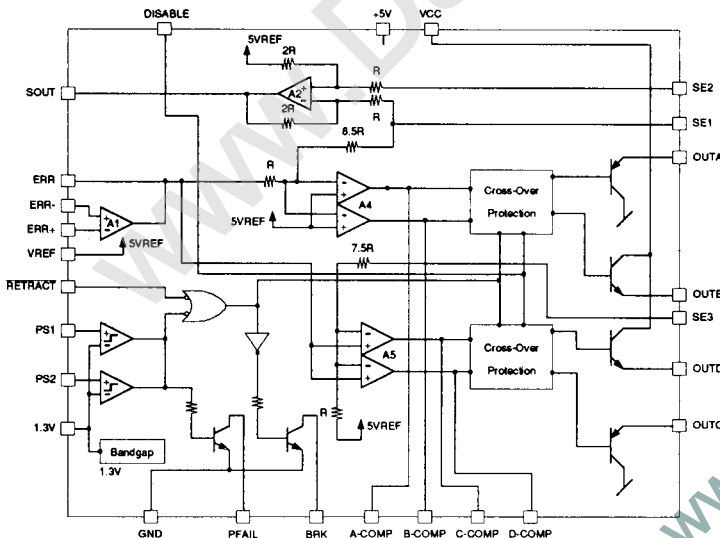 DISABLE
+5V
VCC
5VREF
2R
R
SOUT
A2
+
-
SE2
2R
R
SE1
8.5R
OUTA
ERR
R
-
+
A4
-
+
Cross-Over
Protection
ERR-
ERR+
+
-
A1
5VREF
VREF
5VREF
7.5R
RETRACT
OUTB
SE3
PS1
-
+
A5
-
+
Cross-Over
Protection
OUTD
PS2
R
5VREF
1.3V
Bandgap
1.3V
OUTC
GND
PFAIL
BRK
A-COMP
B-COMP
C-COMP
D-COMP